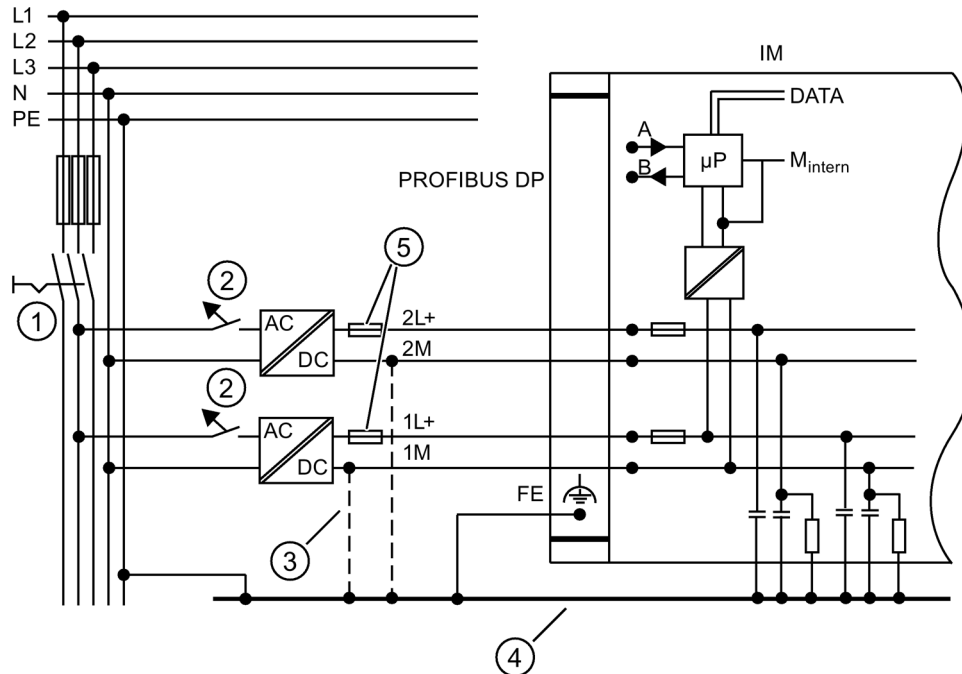 L1
L2
L3
N
PE
IM
DATA
A
B
µP
M intern
PROFIBUS DP
5
2
1
AC
DC
2L+
2M
2
AC
DC
1L+
1M
FE
3
4